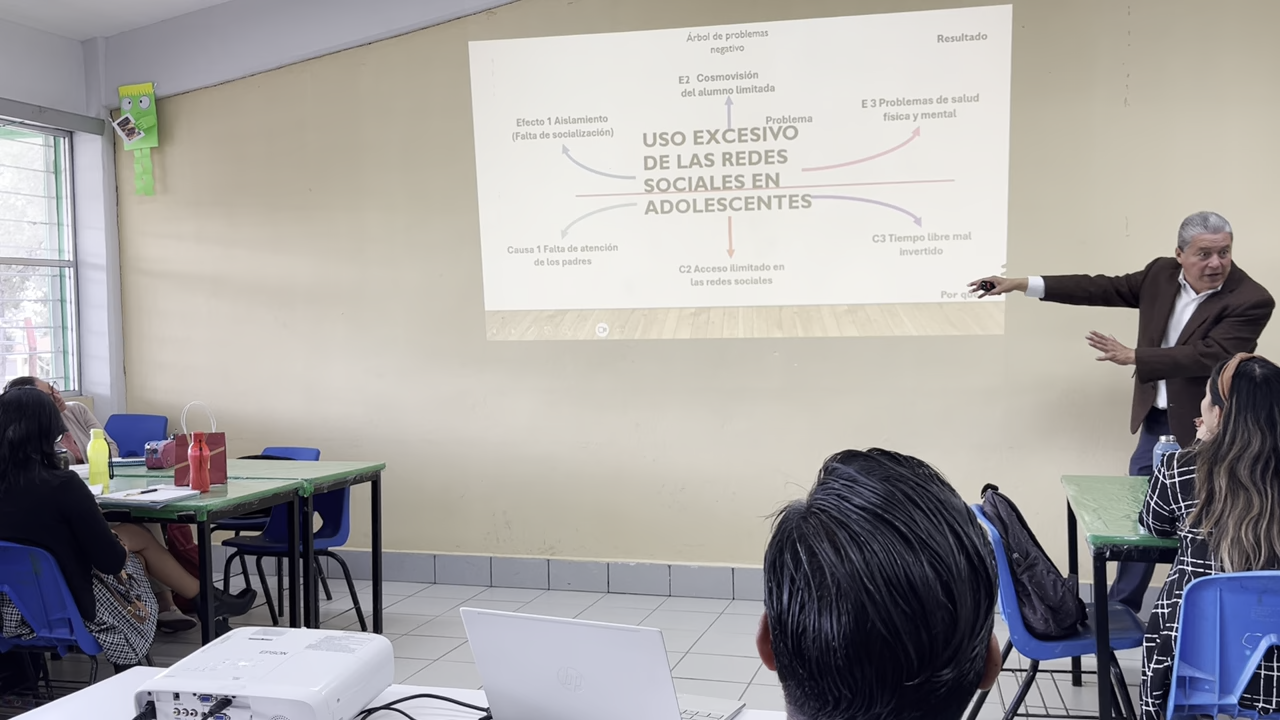 Árbol de problemas
negativo
Resultado
E2 Cosmovisión
del alumno limitada
E 3 Problemas de salud
física y mental
Efecto 1 Aislamiento
(Falta de socialización)
Problema
USO EXCESIVO
DE LAS REDES
SOCIALES EN
ADOLESCENTES
Causa 1 Falta de atención
de los padres
C2 Acceso ilimitado en
las redes sociales
C3 Tiempo libre mal
invertido
Por
EPSON
hp